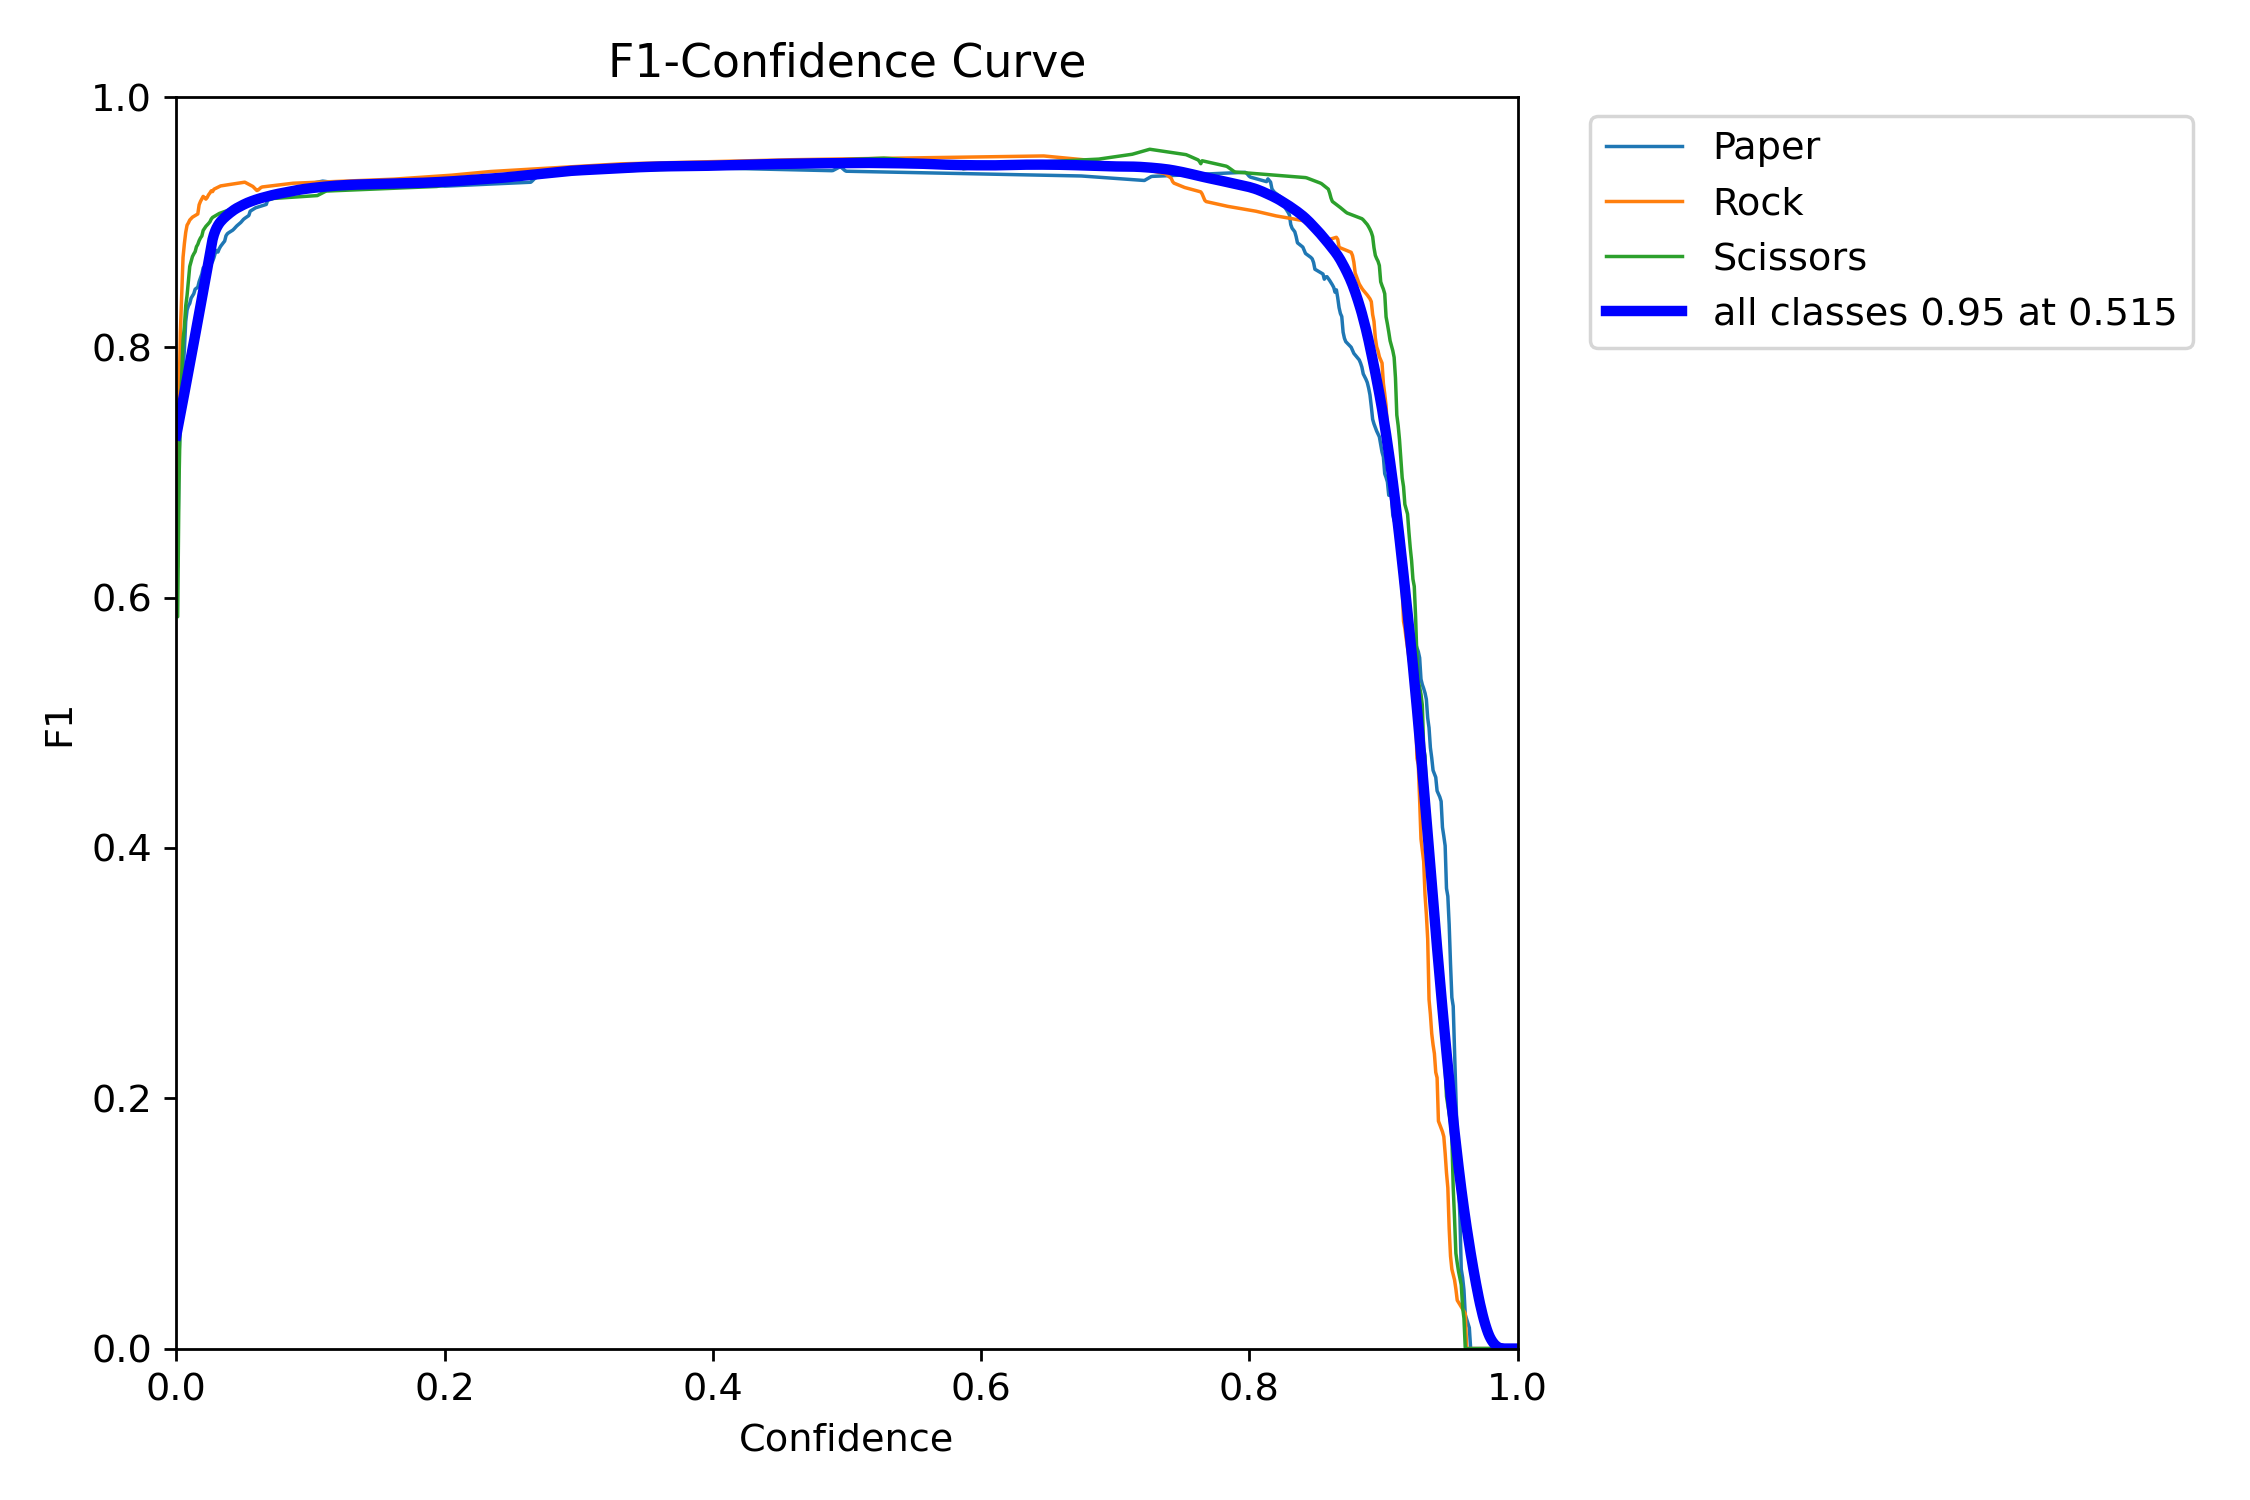 F1-Confidence Curve
1.0
0.8
0.6
0.4
0.2
0.0
F1
0.0 0.2 0.4 0.6 0.8 1.0
Confidence
Paper
Rock
Scissors
all classes 0.95 at 0.515